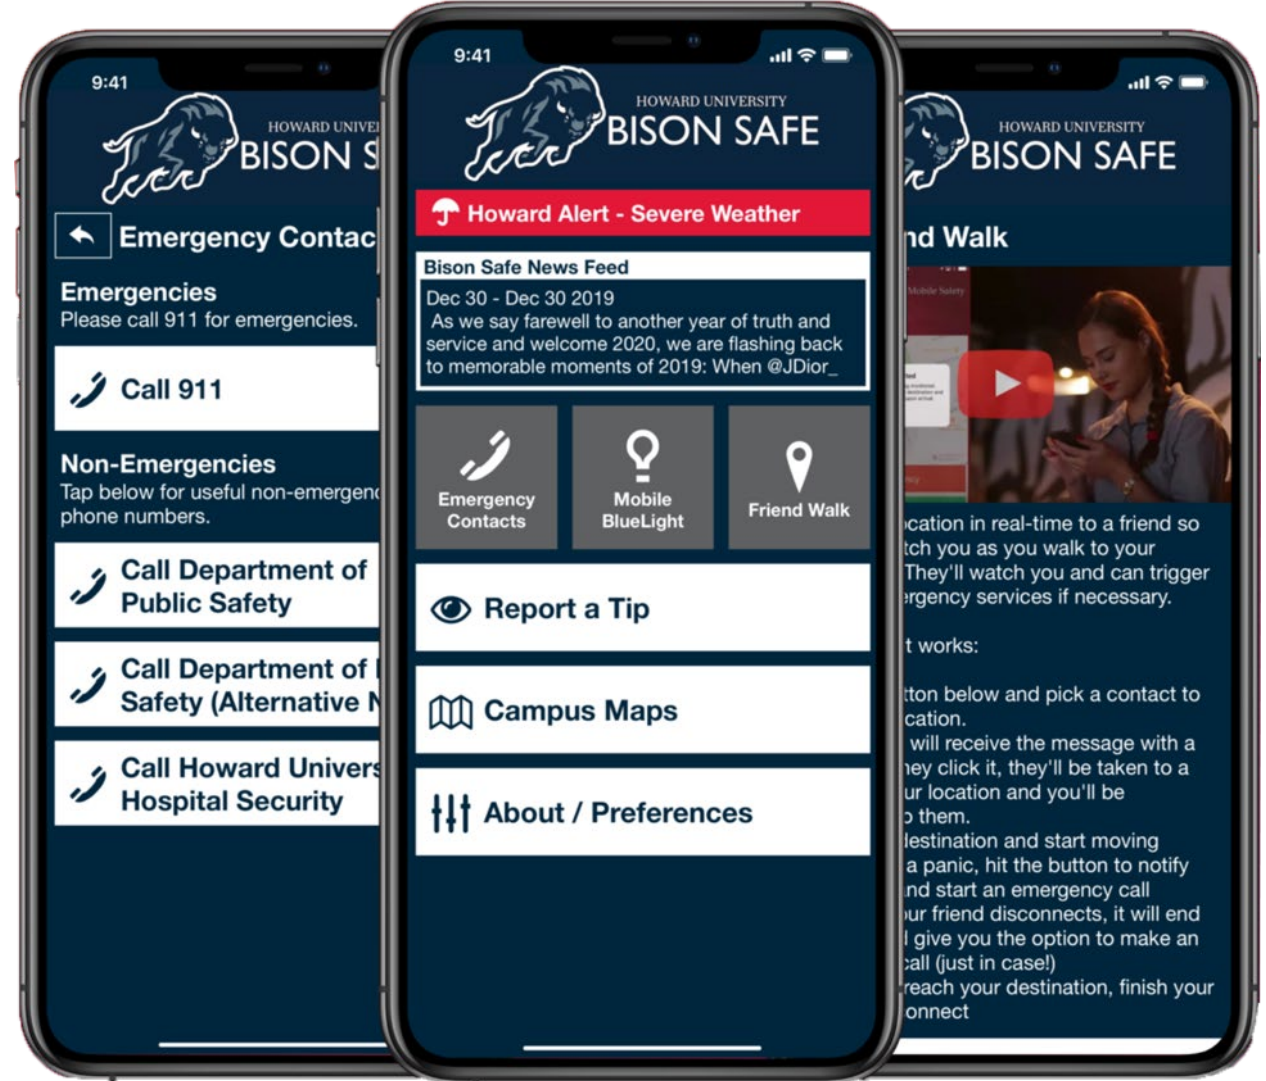 9:41
HOWARD UNIVE
BISON S
Emergency Contac
Emergencies
Please call 911 for emergencies.
Call 911
Non-Emergencies
Tap below for useful non-emergenc
phone numbers.
Call Department of
Public Safety
Call Department of
Safety (Alternative N
Call Howard Univers
Hospital Security
9:41
HOWARD UNIVERSITY
BISON SAFE
Howard Alert - Severe Weather
Bison Safe News Feed
Dec 30 - Dec 30 2019
As we say farewell to another year of truth and
service and welcome 2020, we are flashing back
to memorable moments of 2019: When @JDior_
Emergency
Contacts
Mobile
BlueLight
Friend Walk
Report a Tip
Campus Maps
About / Preferences
HOWARD UNIVERSITY
BISON SAFE
nd Walk
Mobile Safety
ocation in real-time to a friend so
tch you as you walk to your
They'll watch you and can trigger
ergency services if necessary.
t works:
tton below and pick a contact to
cation.
will receive the message with a
hey click it, they'll be taken to a
ur location and you'll be
o them.
destination and start moving
a panic, hit the button to notify
and start an emergency call
our friend disconnects, it will end
d give you the option to make an
call (just in case!)
reach your destination, finish your
onnect